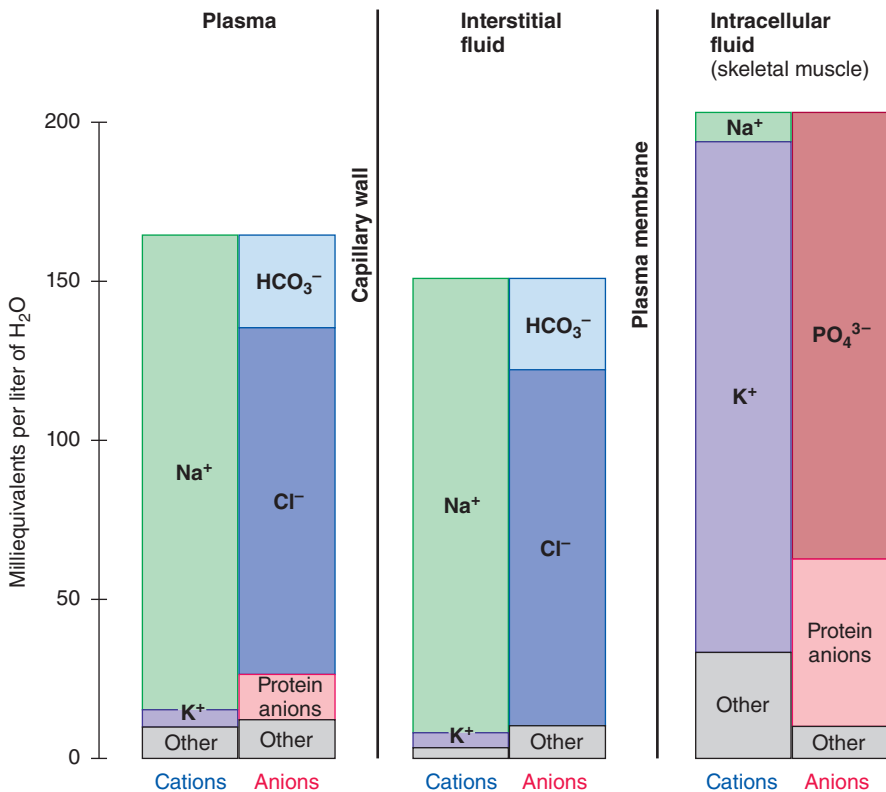 Plasma
Interstitial
fluid
Intracellular
fluid
(skeletal muscle)
Milliequivalents per liter of H₂O
200
150
100
50
0
Na⁺
K⁺
Other
HCO₃⁻
Cl⁻
Protein
anions
Other
Cations
Anions
Capillary wall
Na⁺
K⁺
HCO₃⁻
Cl⁻
Other
Cations
Anions
Plasma membrane
Na⁺
K⁺
Other
PO₄³⁻
Protein
anions
Other
Cations
Anions